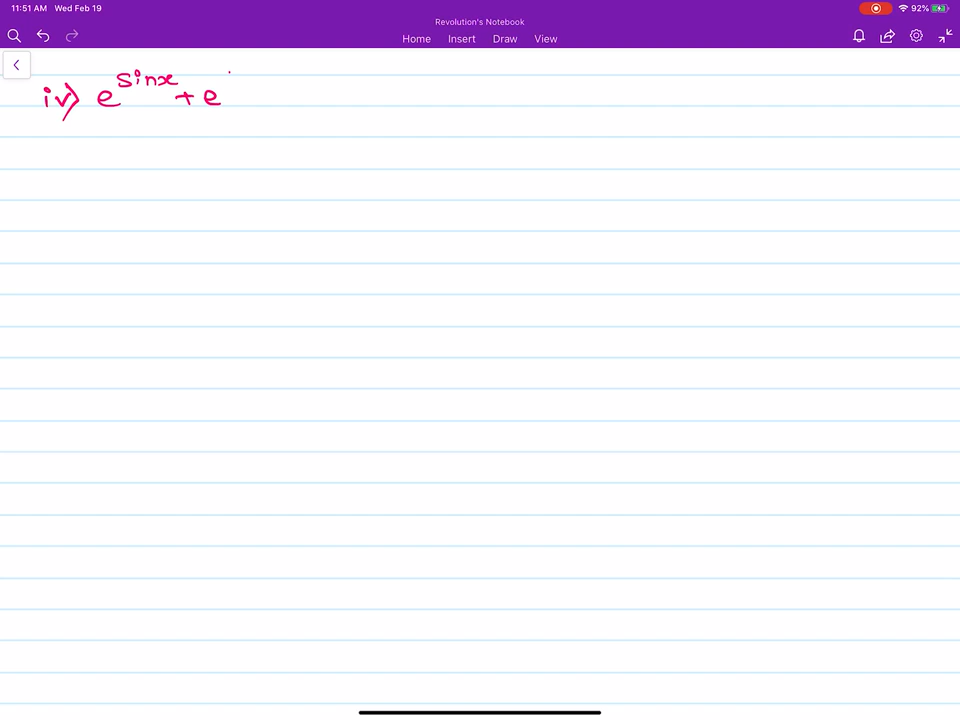 11:51 AM Wed Feb 19
92%
Revolution's Notebook
Home Insert Draw View
iv) e^sinx + e